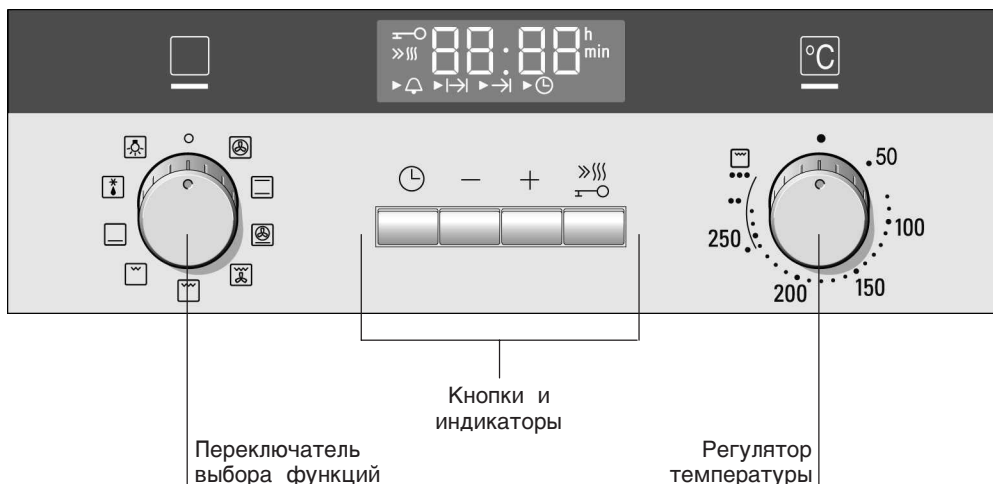 88:88 h
min
°C
50
100
150
200
250
Кнопки и
индикаторы
Переключатель
выбора функций
Регулятор
температуры